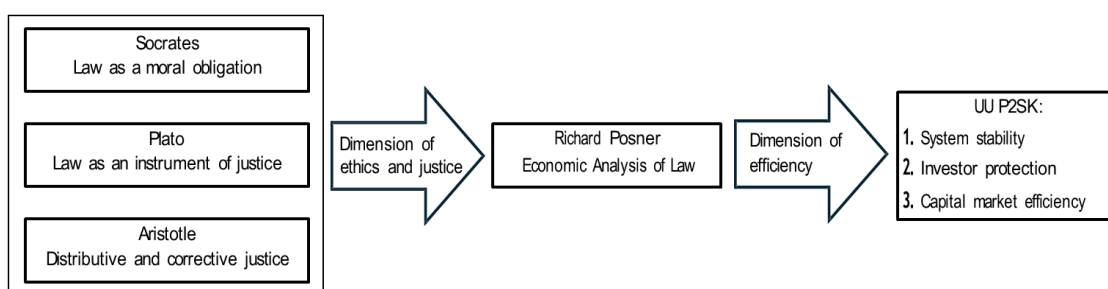 Socrates
Law as a moral obligation
Plato
Law as an instrument of justice
Aristotle
Distributive and corrective justice
Dimension of
ethics and justice
Richard Posner
Economic Analysis of Law
Dimension of
efficiency
UU P2SK:
1. System stability
2. Investor protection
3. Capital market efficiency